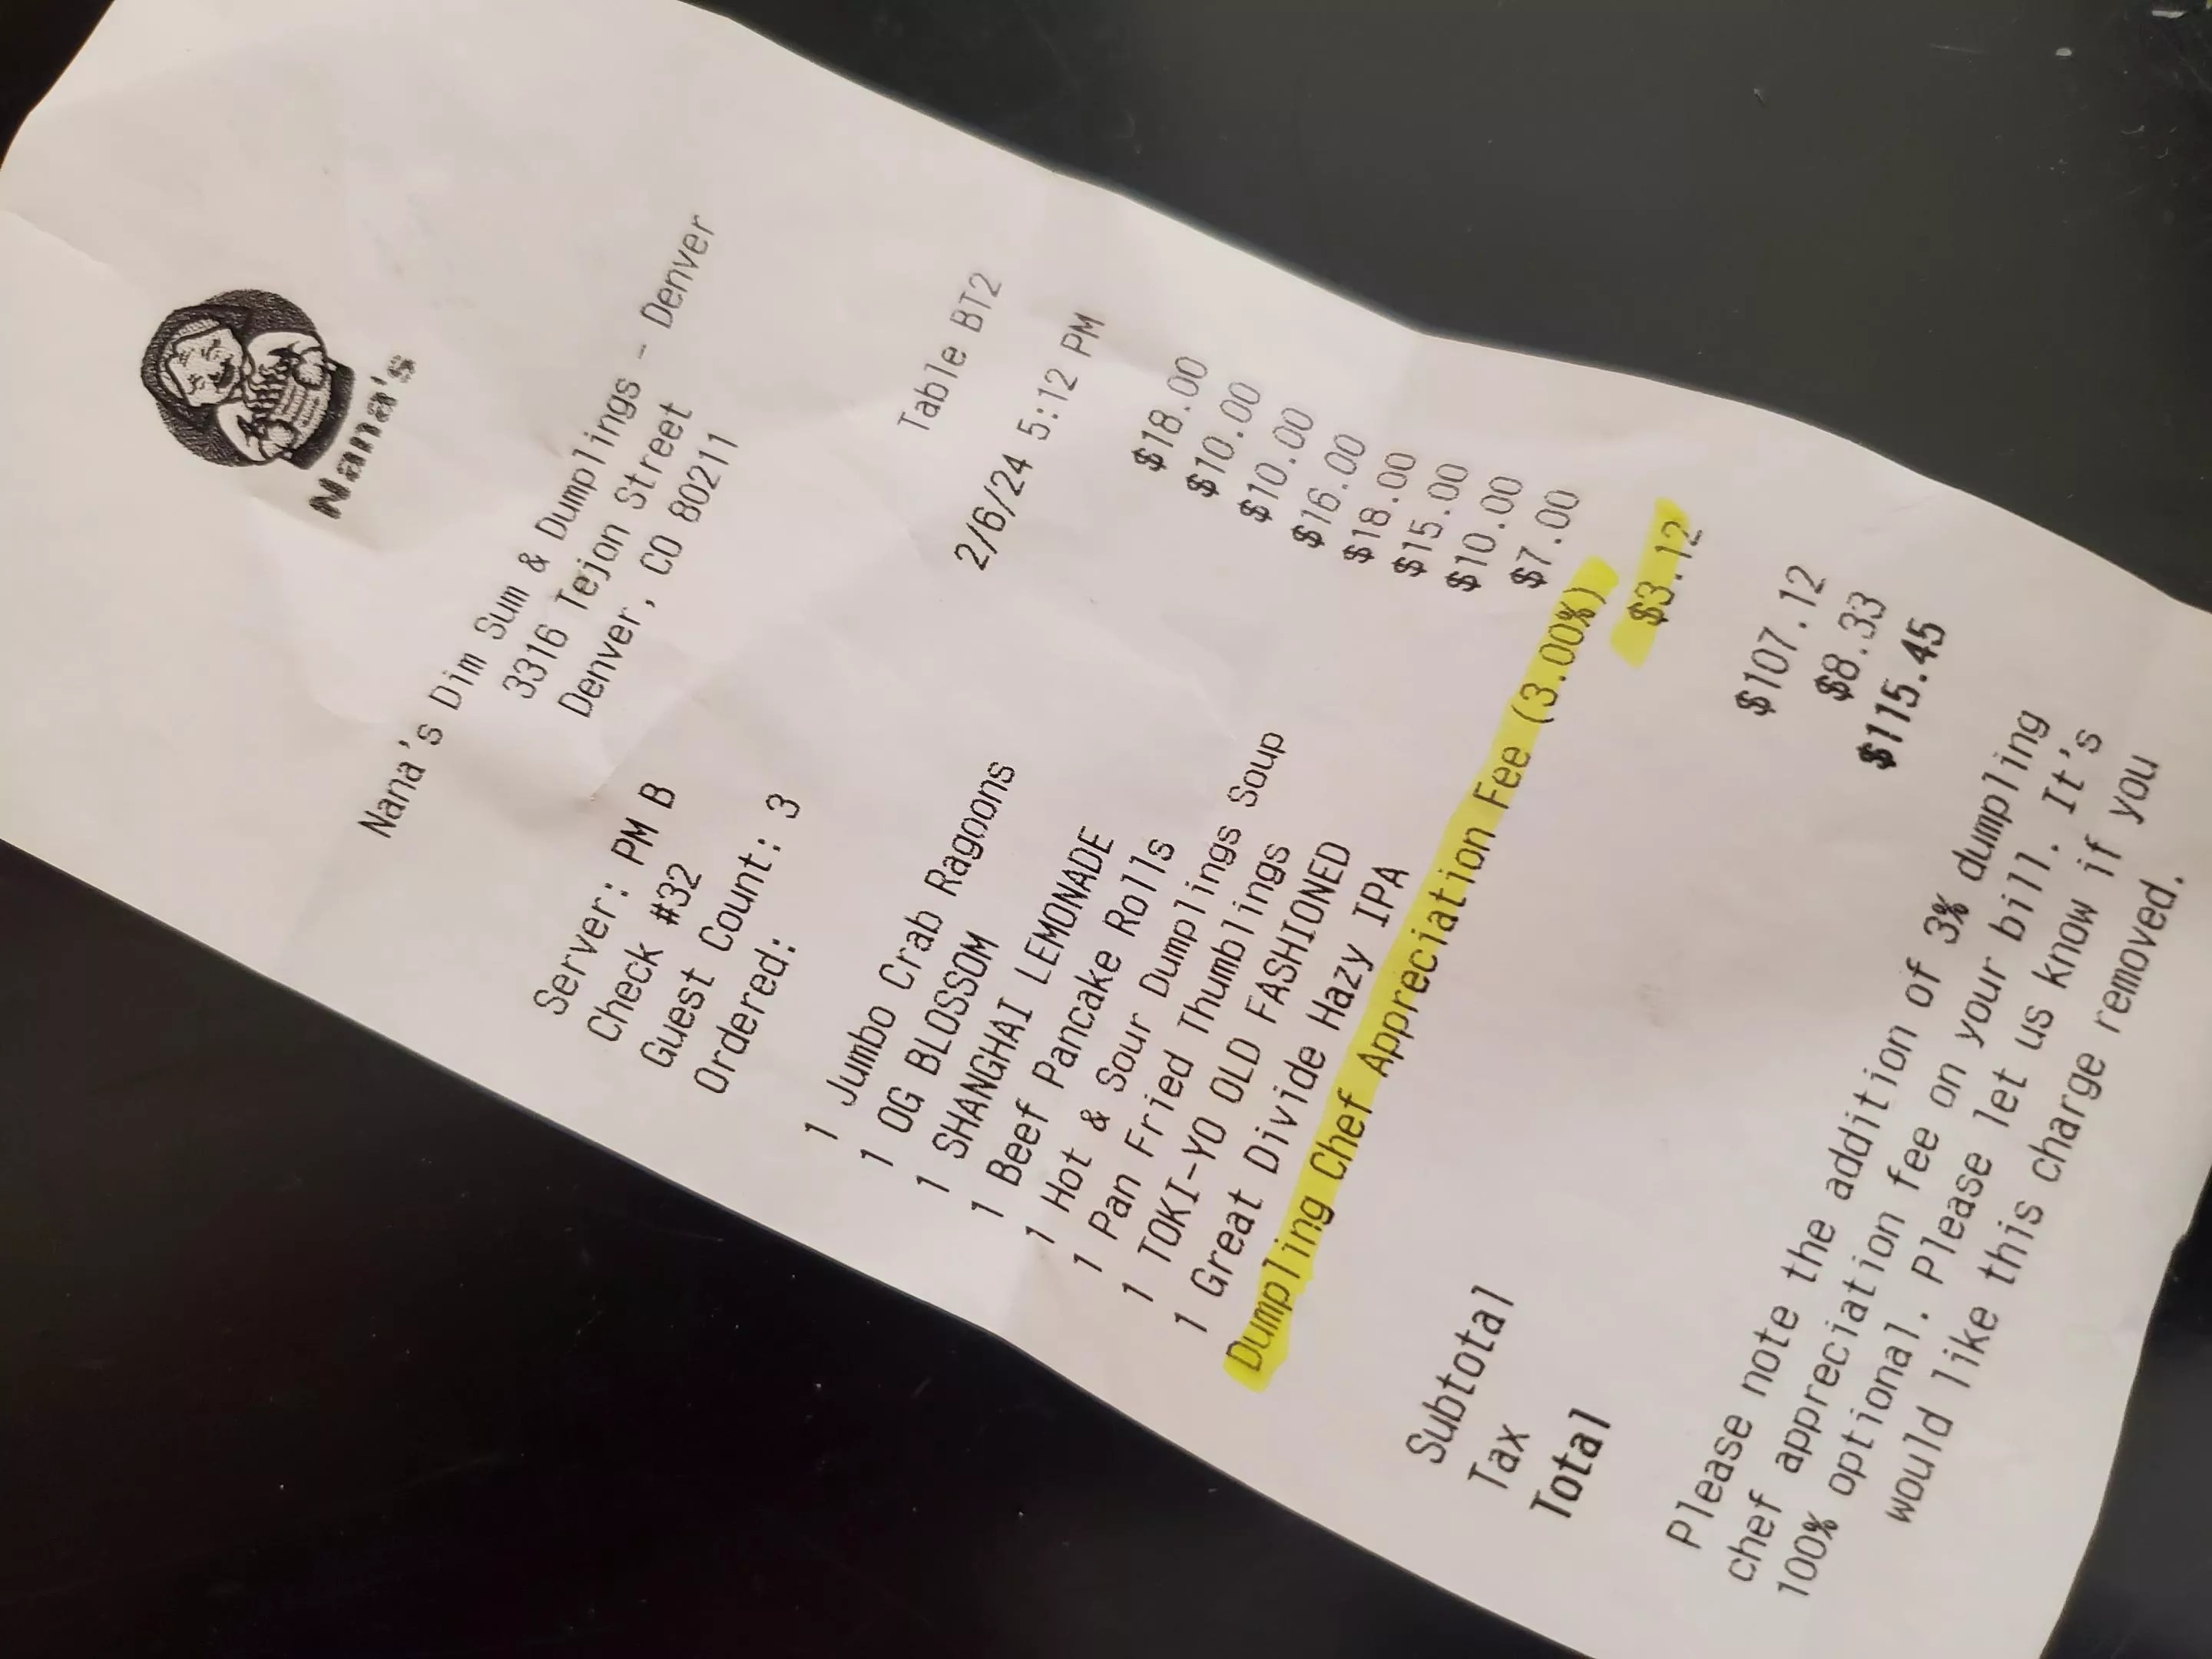 Nana's
Nana's Dim Sum & Dumplings - Denver
3316 Tejon Street
Denver, CO 80211
Server: PM B
Check #32 Table BT2
Guest Count: 3
Ordered: 2/6/24 5:12 PM
1 Jumbo Crab Ragoons $18.00
1 OG BLOSSOM $10.00
1 SHANGHAI LEMONADE $10.00
1 Beef Pancake Rolls $16.00
1 Hot & Sour Dumplings Soup $18.00
1 Pan Fried Thumblings $15.00
1 TOKI-YO OLD FASHIONED $10.00
1 Great Divide Hazy IPA $7.00
Dumpling Chef Appreciation Fee (3.00%)
$3.12
Subtotal $107.12
Tax $8.33
Total $115.45
Please note the addition of 3% dumpling
chef appreciation fee on your bill. It's
100% optional. Please let us know if you
would like this charge removed.